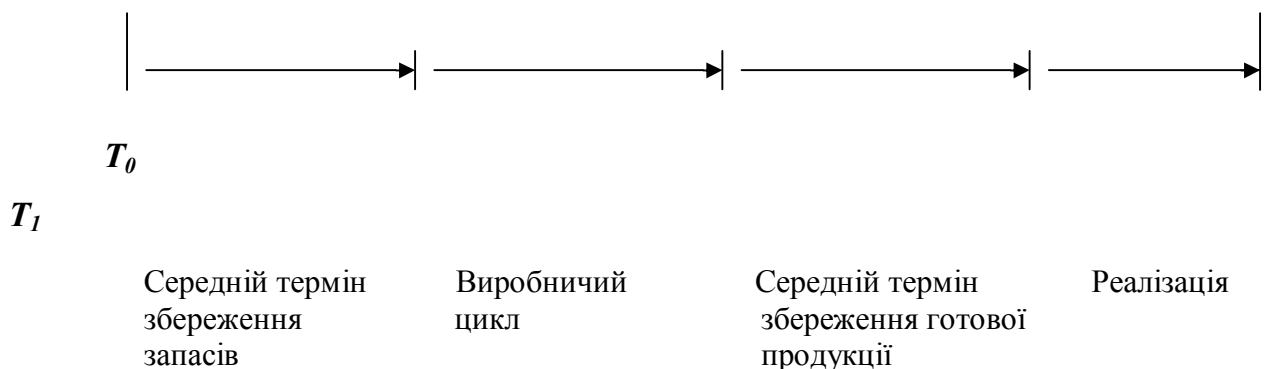 T0
T1
Середній термін Виробничий Середній термін Реалізація
збереження цикл збереження готової
запасів продукції